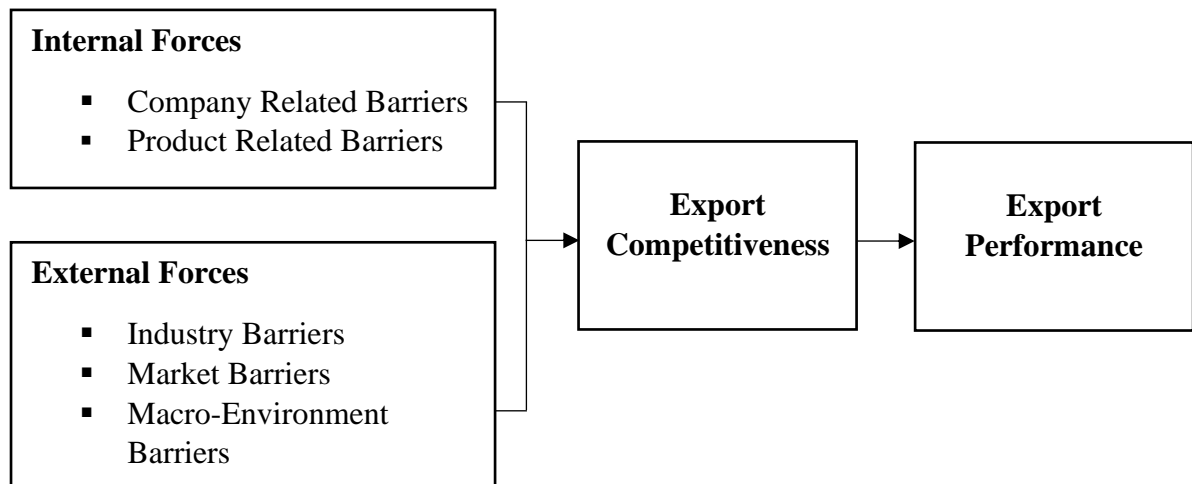 Internal Forces
▪ Company Related Barriers
▪ Product Related Barriers
External Forces
▪ Industry Barriers
▪ Market Barriers
▪ Macro-Environment
Barriers
Export
Competitiveness
Export
Performance